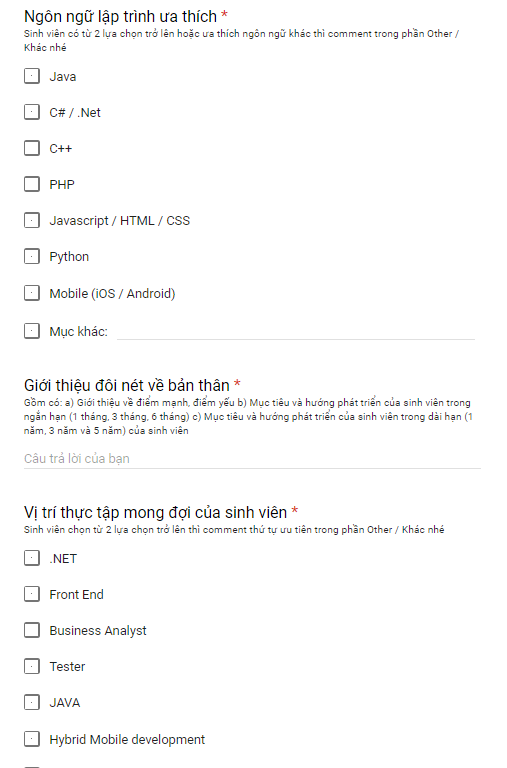 Ngôn ngữ lập trình ưa thích *
Sinh viên có từ 2 lựa chọn trở lên hoặc ưa thích ngôn ngữ khác thì comment trong phần Other /
Khác nhé
Java
C# / .Net
C++
PHP
Javascript / HTML / CSS
Python
Mobile (iOS / Android)
Mục khác:
Giới thiệu đôi nét về bản thân *
Gồm có: a) Giới thiệu về điểm mạnh, điểm yếu b) Mục tiêu và hướng phát triển của sinh viên trong
ngắn hạn (1 tháng, 3 tháng, 6 tháng) c) Mục tiêu và hướng phát triển của sinh viên trong dài hạn (1
năm, 3 năm và 5 năm) của sinh viên
Câu trả lời của bạn
Vị trí thực tập mong đợi của sinh viên *
Sinh viên chọn từ 2 lựa chọn trở lên thì comment thứ tự ưu tiên trong phần Other / Khác nhé
.NET
Front End
Business Analyst
Tester
JAVA
Hybrid Mobile development